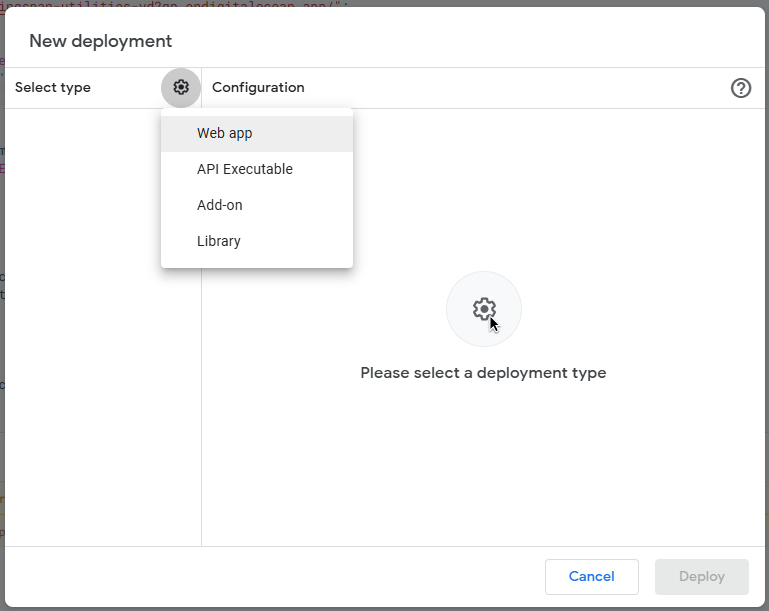 New deployment
Select type
Configuration
Web app
API Executable
Add-on
Library
Please select a deployment type
Cancel
Deploy